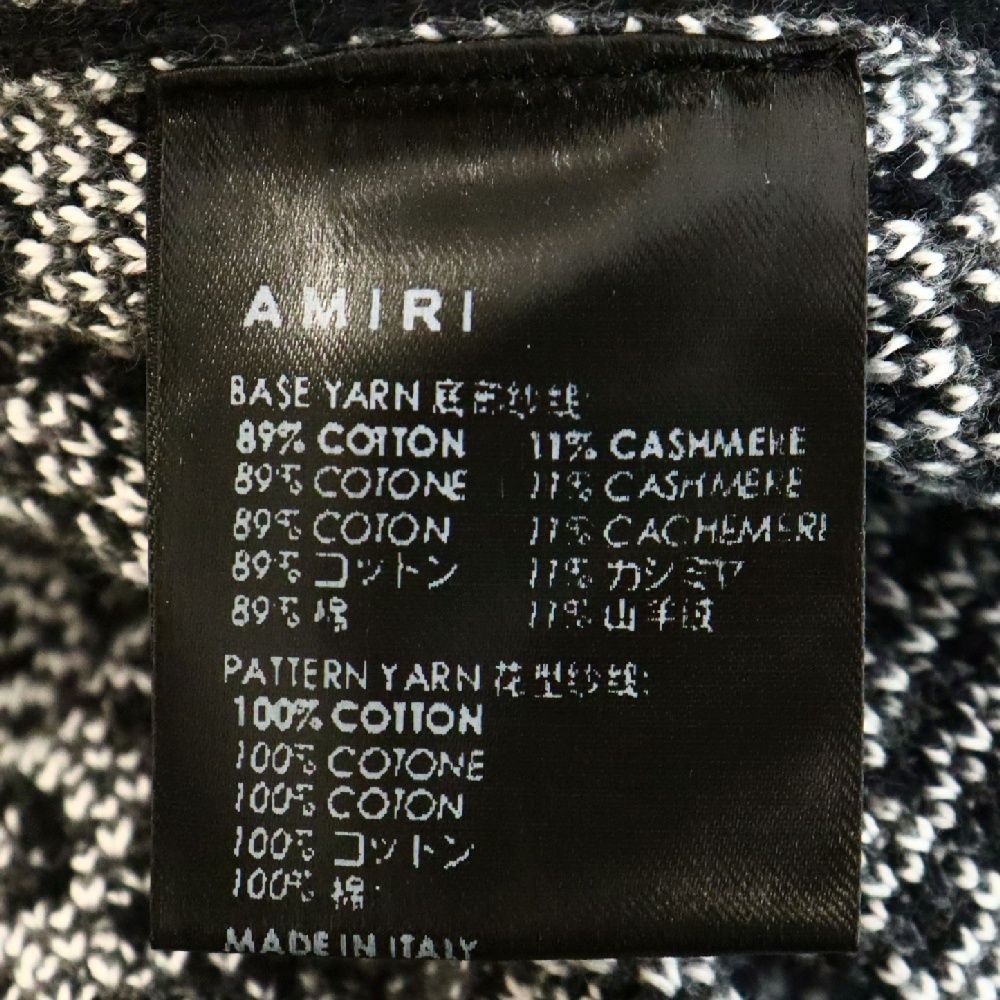 AMIRI
BASE YARN 底部纱线:
89% COTTON 11% CASHMERE
89% COTONE 11% CASHMERE
89% COTON 11% CACHEMERI
89% コットン 11% カシミヤ
89% 棉 11% 山羊绒
PATTERN YARN 花型纱线:
100% COTTON
100% COTONE
100% COTON
100% コットン
100% 棉
MADE IN ITALY